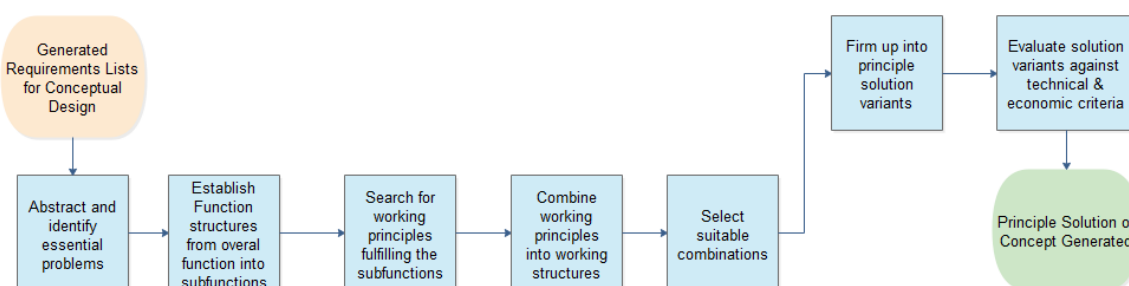 Generated
Requirements Lists
for Conceptual
Design
Abstract and
identify
essential
problems
Establish
Function
structures
from overal
function into
subfunctions
Search for
working
principles
fulfilling the
subfunctions
Combine
working
principles
into working
structures
Select
suitable
combinations
Firm up into
principle
solution
variants
Evaluate solution
variants against
technical &
economic criteria
Principle Solution o
Concept Generated